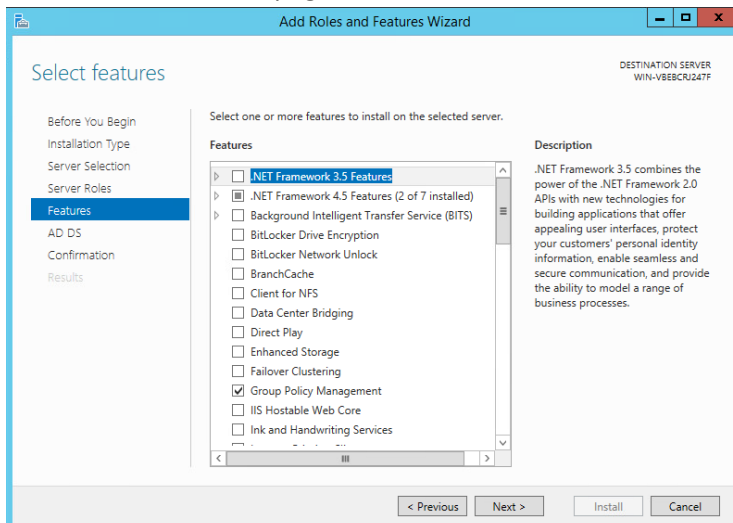 Add Roles and Features Wizard
Select features
DESTINATION SERVER
WIN-VBEBCRJ247F
Before You Begin
Installation Type
Server Selection
Server Roles
Features
AD DS
Confirmation
Results
Select one or more features to install on the selected server.
Features
.NET Framework 3.5 Features
.NET Framework 4.5 Features (2 of 7 installed)
Background Intelligent Transfer Service (BITS)
BitLocker Drive Encryption
BitLocker Network Unlock
BranchCache
Client for NFS
Data Center Bridging
Direct Play
Enhanced Storage
Failover Clustering
Group Policy Management
IIS Hostable Web Core
Ink and Handwriting Services
Description
.NET Framework 3.5 combines the
power of the .NET Framework 2.0
APIs with new technologies for
building applications that offer
appealing user interfaces, protect
your customers' personal identity
information, enable seamless and
secure communication, and provide
the ability to model a range of
business processes.
< Previous
Next >
Install
Cancel